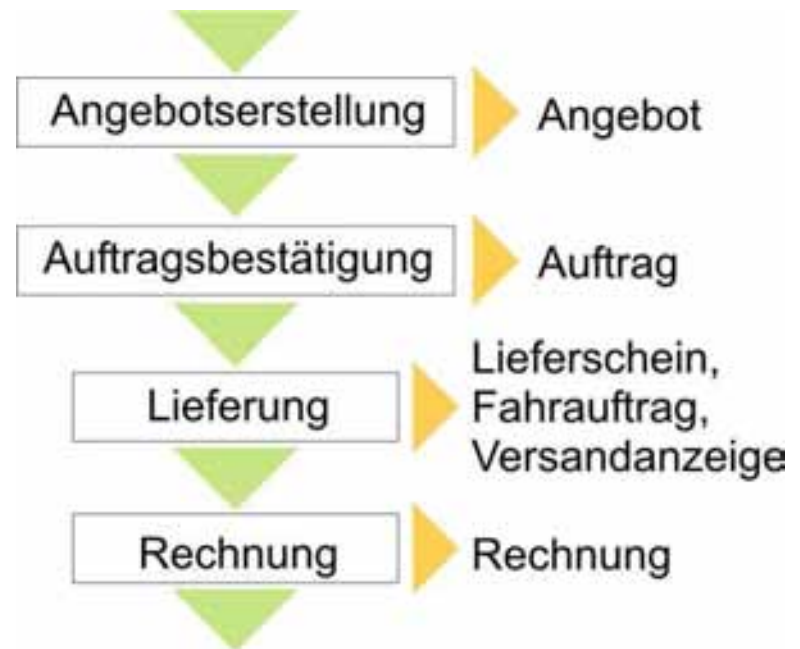 Angebotserstellung
Angebot
Auftragsbestätigung
Auftrag
Lieferung
Lieferschein,
Fahrauftrag,
Versandanzeige
Rechnung
Rechnung